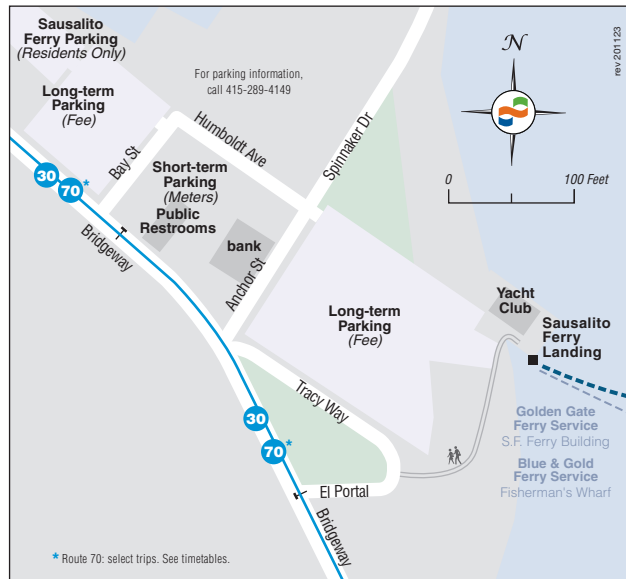 Sausalito
Ferry Parking
(Residents Only)
Long-term
Parking
(Fee)
For parking information,
call 415-289-4149
N
rev 201123
0 100 Feet
Humboldt Ave
Spinnaker Dr
Bay St
Short-term
Parking
(Meters)
Public
Restrooms
bank
Anchor St
30
70*
Bridgeway
Long-term
Parking
(Fee)
Yacht
Club
Sausalito
Ferry
Landing
Tracy Way
30
70*
El Portal
Bridgeway
Golden Gate
Ferry Service
S.F. Ferry Building
Blue & Gold
Ferry Service
Fisherman's Wharf
* Route 70: select trips. See timetables.